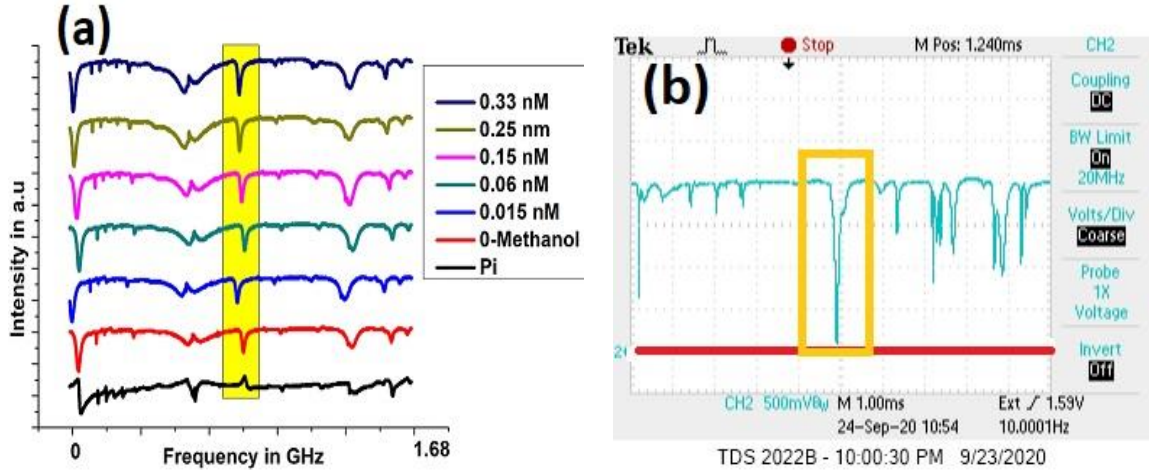 (a)
0.33 nM
0.25 nm
0.15 nM
0.06 nM
0.015 nM
0-Methanol
Pi
Intensity in a.u
0
Frequency in GHz
1.68
(b)
Tek
Stop
M Pos: 1.240ms
CH2
Coupling
DC
BW Limit
On
20MHz
Volts/Div
Coarse
Probe
1X
Voltage
Invert
Off
2
CH2 500mVBw M 1.00ms
Ext / 1.59V
24-Sep-20 10:54
10.0001Hz
TDS 2022B - 10:00:30 PM 9/23/2020